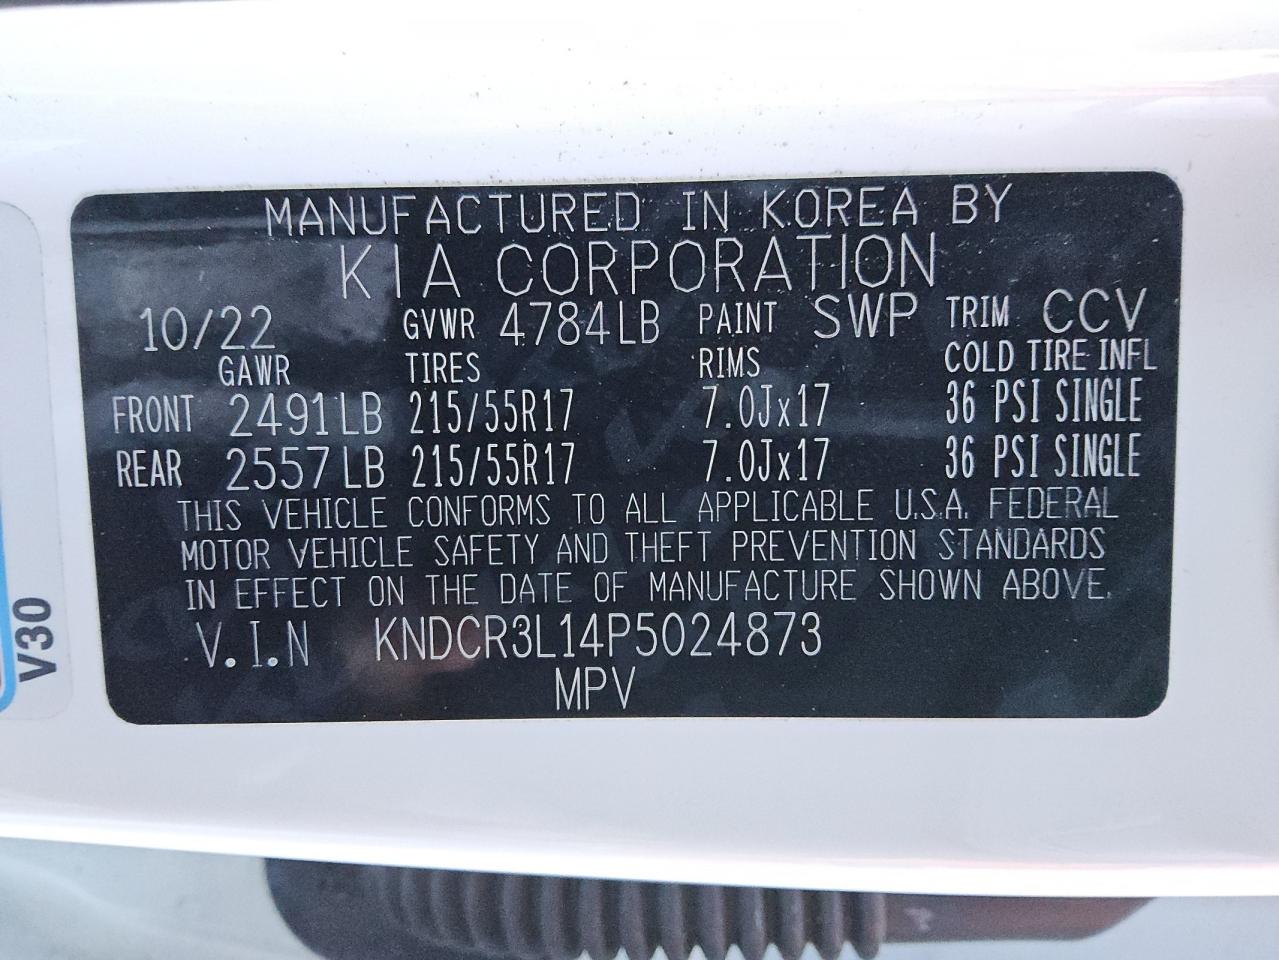 MANUFACTURED IN KOREA BY
KIA CORPORATION
10/22 GVWR 4784LB PAINT SWP TRIM CCV
GAWR TIRES RIMS COLD TIRE INFL
FRONT 2491LB 215/55R17 7.0Jx17 36 PSI SINGLE
REAR 2557LB 215/55R17 7.0Jx17 36 PSI SINGLE
THIS VEHICLE CONFORMS TO ALL APPLICABLE U.S.A. FEDERAL
MOTOR VEHICLE SAFETY AND THEFT PREVENTION STANDARDS
IN EFFECT ON THE DATE OF MANUFACTURE SHOWN ABOVE.
V.I.N KNDCR3L14P5024873
MPV
V30